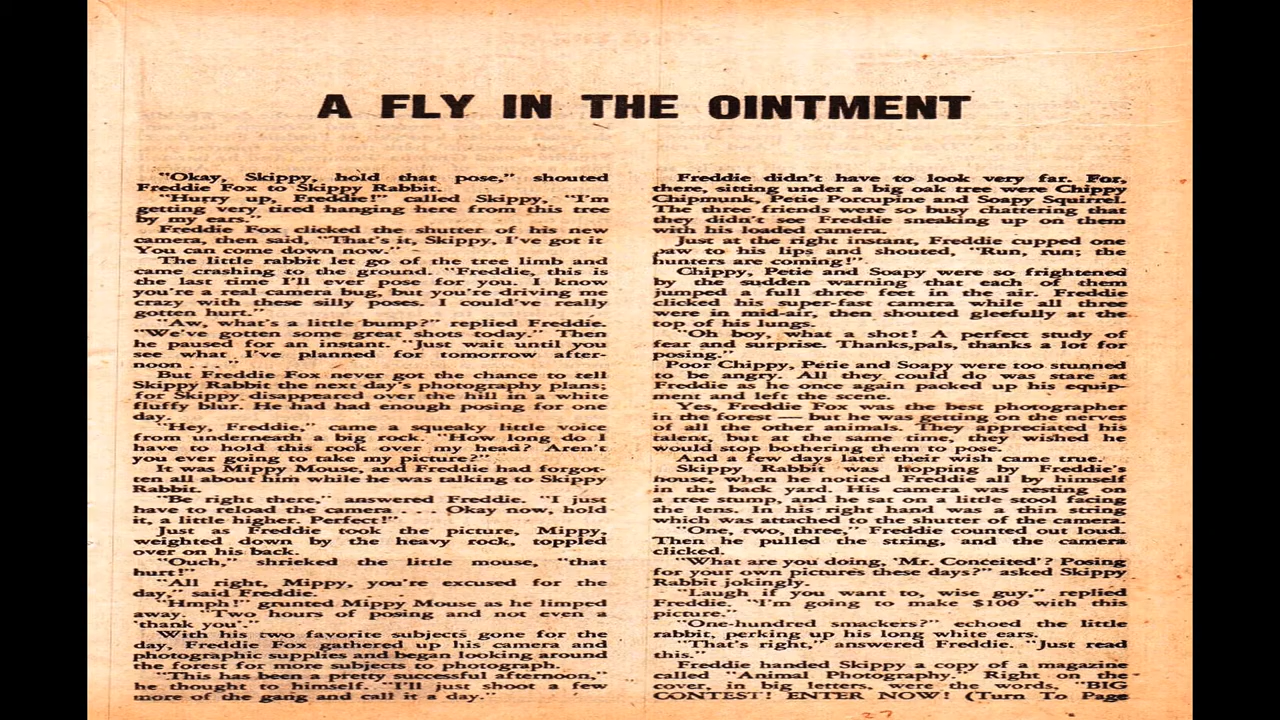 A FLY IN THE OINTMENT
"Okay, Skippy, hold that pose," shouted
Freddie Fox to Skippy Rabbit.
"Hurry up, Freddie!" called Skippy, "I'm
getting very tired hanging here from this tree
by my ears."
Freddie Fox clicked the shutter of his new
camera, then said, "That's it, Skippy, I've got it
You can come down now."
The little rabbit let go of the tree limb and
came crashing to the ground. "Freddie, this is
the last time I'll ever pose for you. I know
you're a real camera bug, but you're driving me
crazy with these silly poses. I could've really
gotten hurt."
"Aw, what's a little bump?" replied Freddie.
"We've gotten some great shots today." Then
he paused for an instant. "Just wait until you
see what I've planned for tomorrow after-
noon . . ."
But Freddie Fox never got the chance to tell
Skippy Rabbit the next day's photography plans;
for Skippy disappeared over the hill in a white
fluffy blur. He had had enough posing for one
day.
"Hey, Freddie," came a squeaky little voice
from underneath a big rock. "How long do I
have to hold this rock over my head? Aren't
you ever going to take my picture?"
It was Mippy Mouse, and Freddie had forgot-
ten all about him while he was talking to Skippy
Rabbit.
"Be right there," answered Freddie. "I just
have to reload the camera . . . Okay now, hold
it, a little higher. Perfect!"
Just as Freddie took the picture, Mippy,
weighted down by the heavy rock, toppled
over on his back.
"Ouch," shrieked the little mouse, "that
hurt!"
"All right, Mippy, you're excused for the
day," said Freddie.
"Hmph!" grunted Mippy Mouse as he limped
away. "Two hours of posing and not even a
'thank you'."
With his two favorite subjects gone for the
day, Freddie Fox gathered up his camera and
photographic supplies and began looking around
the forest for more subjects to photograph.
"This has been a pretty successful afternoon,"
he thought to himself. "I'll just shoot a few
more of the gang and call it a day."
Freddie didn't have to look very far. For,
there, sitting under a big oak tree were Chippy
Chipmunk, Petie Porcupine and Soapy Squirrel.
The three friends were so busy chattering that
they didn't see Freddie sneaking up on them
with his loaded camera.
Just at the right instant, Freddie cupped one
paw to his lips and shouted, "Run, run; the
hunters are coming!"
Chippy, Petie and Soapy were so frightened
by the sudden warning that each of them
jumped a full three feet in the air. Freddie
clicked his super-fast camera while all three
were in mid-air, then shouted gleefully at the
top of his lungs.
"Oh boy, what a shot! A perfect study of
fear and surprise. Thanks,pals, thanks a lot for
posing."
Poor Chippy, Petie and Soapy were too stunned
to be angry. All they could do was stare at
Freddie as he once again packed up his equip-
ment and left the scene.
Yes, Freddie Fox was the best photographer
in the forest — but he was getting on the nerves
of all the other animals. They appreciated his
talent, but at the same time, they wished he
would stop bothering them to pose.
And a few days later their wish came true.
Skippy Rabbit was hopping by Freddie's
house, when he noticed Freddie all by himself
in the back yard. His camera was resting on
a tree stump, and he sat on a little stool facing
the lens. In his right hand was a thin string
which was attached to the shutter of the camera.
"One, two, three," Freddie counted out loud.
Then he pulled the string, and the camera
clicked.
"What are you doing, 'Mr. Conceited'? Posing
for your own pictures these days?" asked Skippy
Rabbit jokingly.
"Laugh if you want to, wise guy," replied
Freddie. "I'm going to make $100 with this
picture."
"One-hundred smackers?" echoed the little
rabbit, perking up his long white ears.
"That's right," answered Freddie. "Just read
this."
Freddie handed Skippy a copy of a magazine
called "Animal Photography." Right on the
cover, in big letters, were the words, "BIG
CONTEST! ENTER NOW! (Turn To Page
27